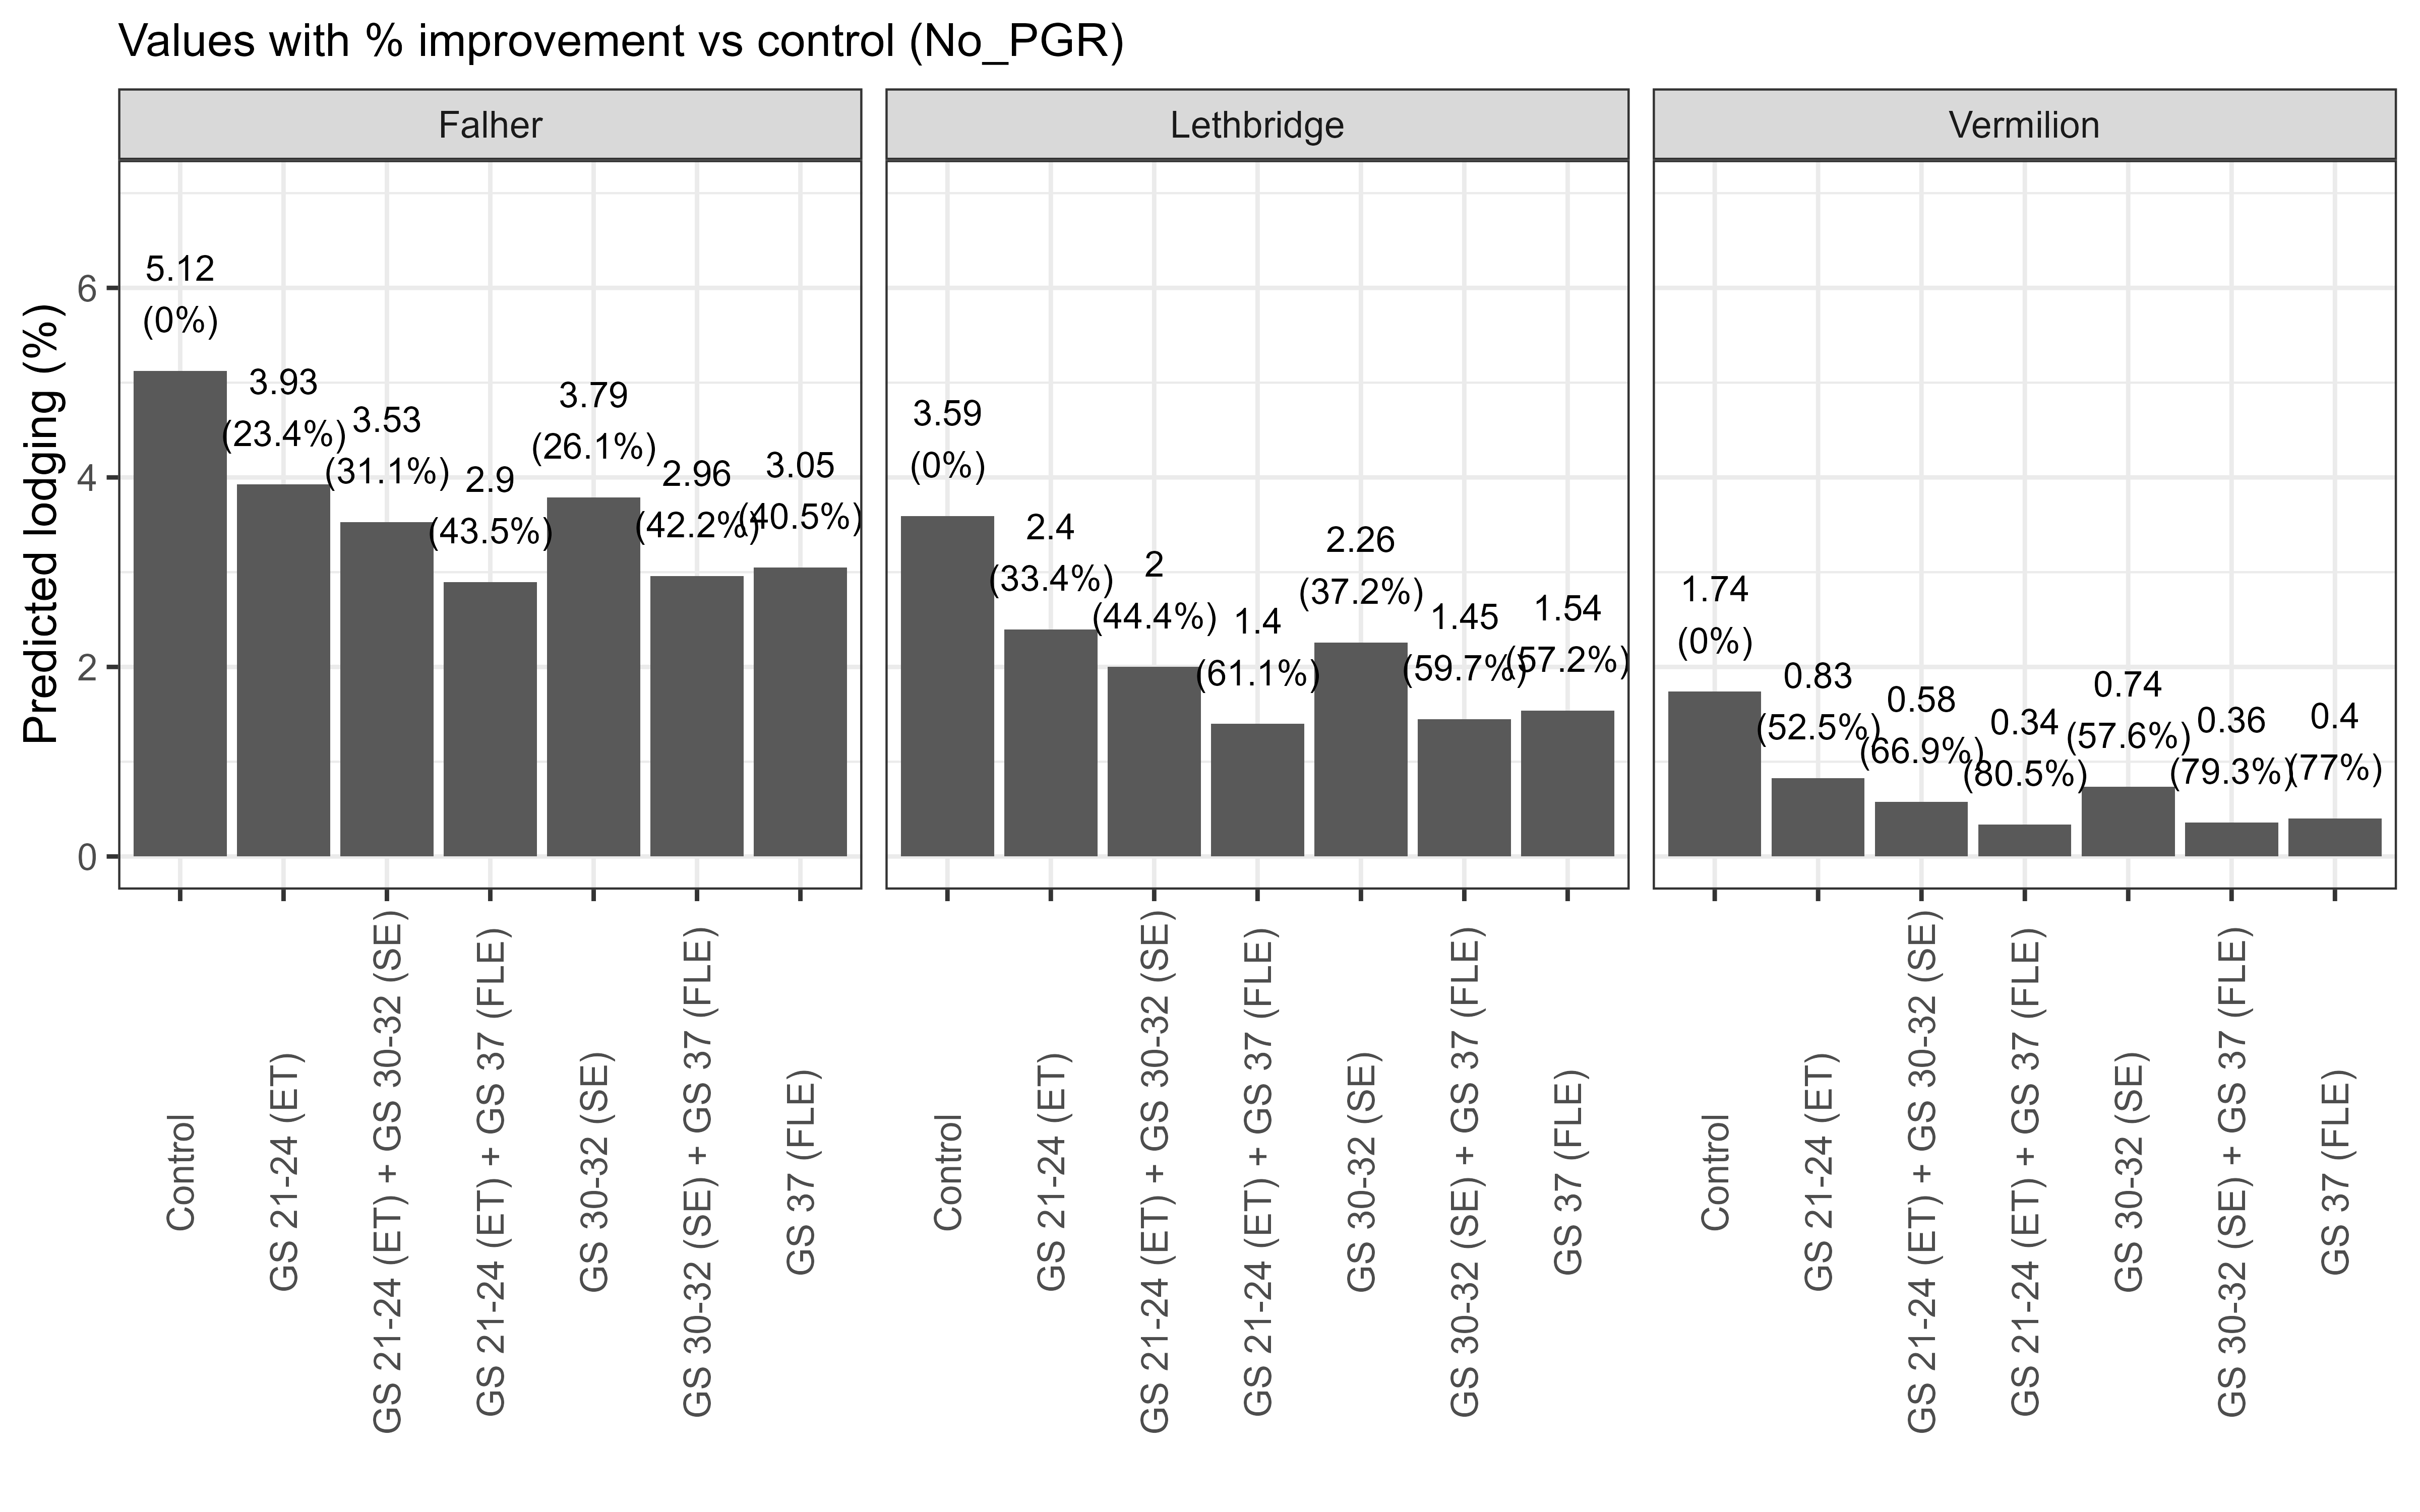 Values with % improvement vs control (No_PGR)
Falher
Lethbridge
Vermilion
Predicted lodging (%)
6
4
2
0
5.12
(0%)
3.93
(23.4%)
3.53
(31.1%)
2.9
(43.5%)
3.79
(26.1%)
2.96
(42.2%)
3.05
(40.5%)
3.59
(0%)
2.4
(33.4%)
2
(44.4%)
1.4
(61.1%)
2.26
(37.2%)
1.45
(59.7%)
1.54
(57.2%)
1.74
(0%)
0.83
(52.5%)
0.58
(66.9%)
0.34
(80.5%)
0.74
(57.6%)
0.36
(79.3%)
0.4
(77%)
Control
GS 21-24 (ET)
GS 21-24 (ET) + GS 30-32 (SE)
GS 21-24 (ET) + GS 37 (FLE)
GS 30-32 (SE)
GS 30-32 (SE) + GS 37 (FLE)
GS 37 (FLE)
Control
GS 21-24 (ET)
GS 21-24 (ET) + GS 30-32 (SE)
GS 21-24 (ET) + GS 37 (FLE)
GS 30-32 (SE)
GS 30-32 (SE) + GS 37 (FLE)
GS 37 (FLE)
Control
GS 21-24 (ET)
GS 21-24 (ET) + GS 30-32 (SE)
GS 21-24 (ET) + GS 37 (FLE)
GS 30-32 (SE)
GS 30-32 (SE) + GS 37 (FLE)
GS 37 (FLE)